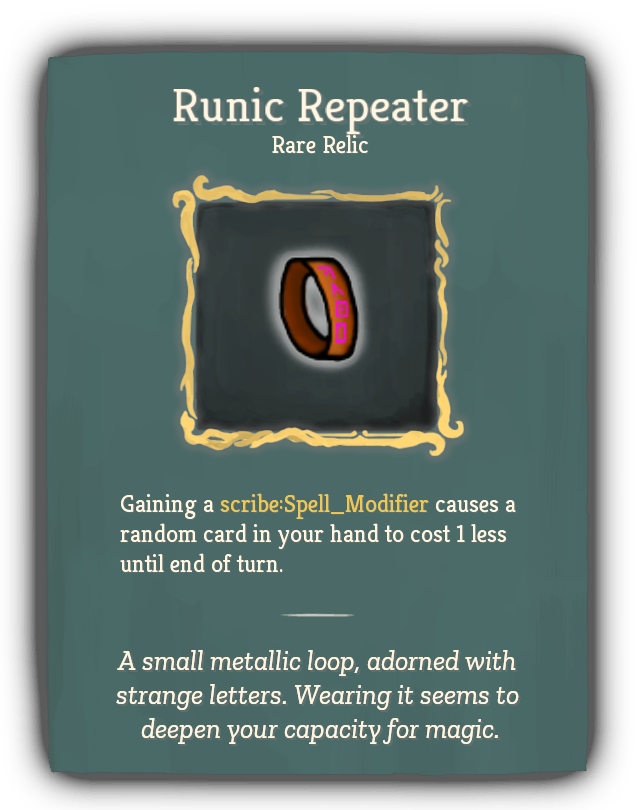 Runic Repeater
Rare Relic
Gaining a scribe:Spell_Modifier causes a
random card in your hand to cost 1 less
until end of turn.
A small metallic loop, adorned with
strange letters. Wearing it seems to
deepen your capacity for magic.